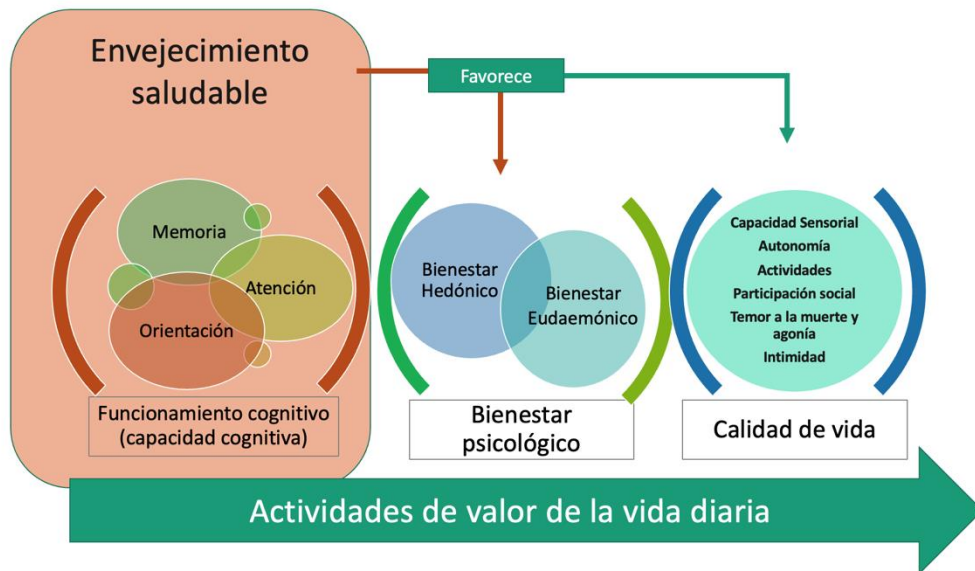 Envejecimiento
saludable
Favorece
Memoria
Atención
Orientación
Funcionamiento cognitivo
(capacidad cognitiva)
Bienestar
Hedónico
Bienestar
Eudaemónico
Bienestar
psicológico
Capacidad Sensorial
Autonomía
Actividades
Participación social
Temor a la muerte y
agonía
Intimidad
Calidad de vida
Actividades de valor de la vida diaria